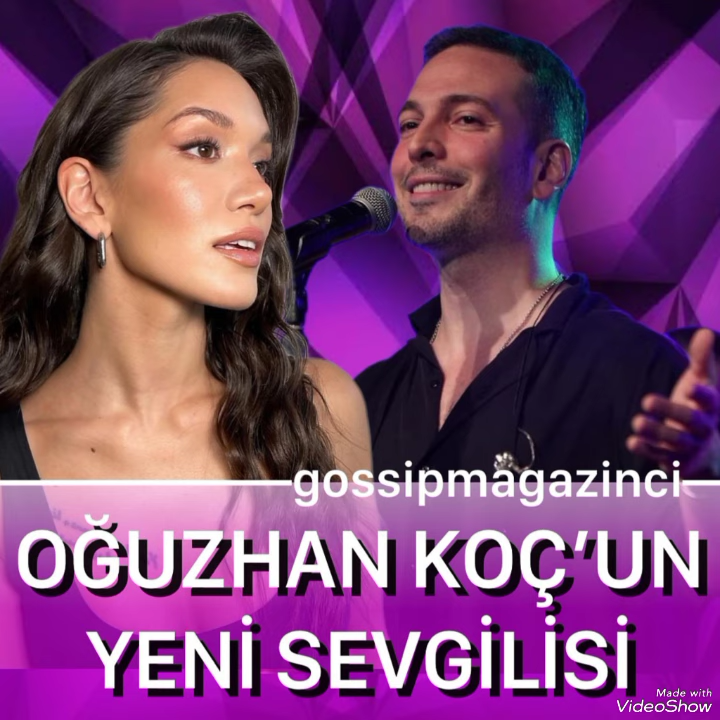 gossipmagazinci
OĞUZHAN KOÇ'UN
YENİ SEVGİLİSİ
Made with
VideoShow